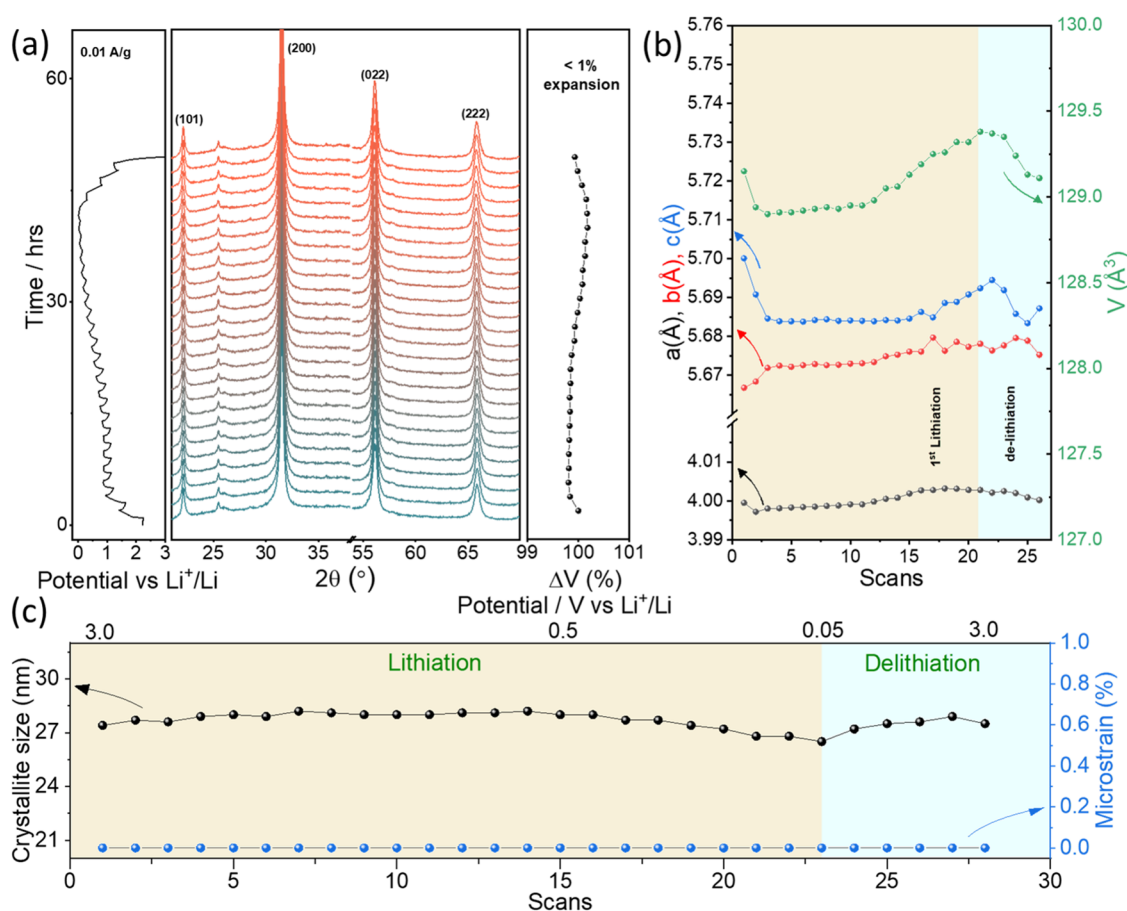 (a)
0.01 A/g
(101)
(200)
(022)
(222)
< 1%
expansion
Time / hrs
60
30
0
0.0 1 2 3
25 30 35 55 65
99 100 101
Potential vs Li⁺/Li
2θ (°)
ΔV (%)
(b)
a(Å), b(Å), c(Å)
5.76
5.75
5.74
5.73
5.72
5.71
5.70
5.69
5.68
5.67
4.01
4.00
3.99
1st Lithiation
de-lithiation
130.0
129.5
129.0
128.5
128.0
127.5
127.0
V (Å³)
0 5 10 15 20 25
Scans
(c)
Potential / V vs Li⁺/Li
3.0 0.5 0.05 3.0
Lithiation
Delithiation
Crystallite size (nm)
30
27
24
21
1.0
0.8
0.6
0.4
0.2
0.0
Microstrain (%)
0 5 10 15 20 25 30
Scans